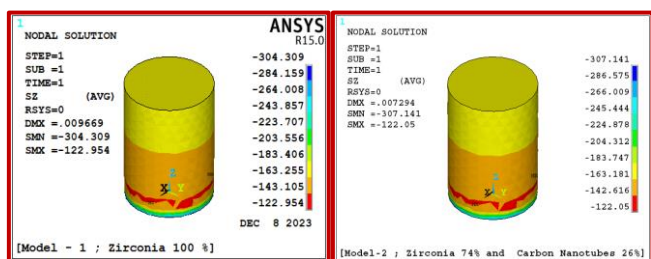 1
NODAL SOLUTION
STEP=1
SUB =1
TIME=1
SZ (AVG)
RSYS=0
DMX =.009669
SMN =-304.309
SMX =-122.954
ANSYS
R15.0
-304.309
-284.159
-264.008
-243.857
-223.707
-203.556
-183.406
-163.255
-143.105
-122.954
Z
X Y
DEC 8 2023
[Model - 1 ; Zirconia 100 %]
1
NODAL SOLUTION
STEP=1
SUB =1
TIME=1
SZ (AVG)
RSYS=0
DMX =.007294
SMN =-307.141
SMX =-122.05
-307.141
-286.575
-266.009
-245.444
-224.878
-204.312
-183.747
-163.181
-142.616
-122.05
Z
X Y
[Model-2 ; Zirconia 74% and Carbon Nanotubes 26%]